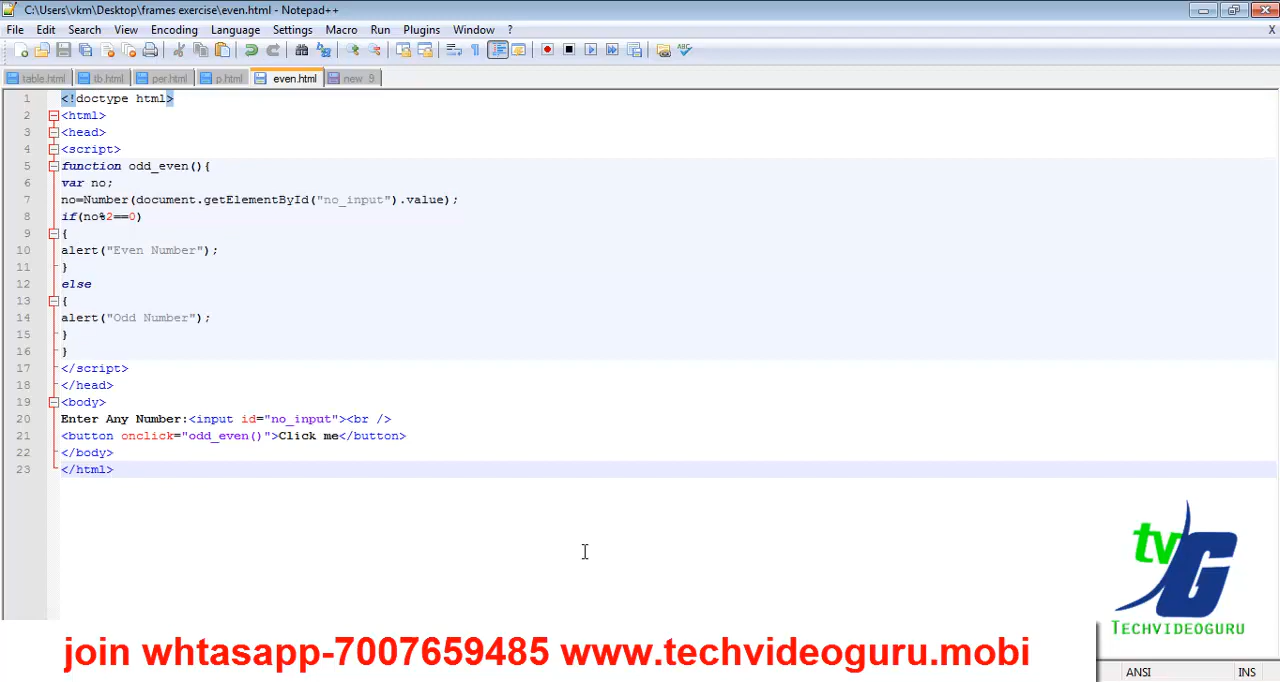 C:\Users\vkm\Desktop\frames exercise\even.html - Notepad++
File Edit Search View Encoding Language Settings Macro Run Plugins Window ? X
table.html tb.html per.html p.html even.html new 9
1 <!doctype html>
2 <html>
3 <head>
4 <script>
5 function odd_even(){
6 var no;
7 no=Number(document.getElementById("no_input").value);
8 if(no%2==0)
9 {
10 alert("Even Number");
11 }
12 else
13 {
14 alert("Odd Number");
15 }
16 }
17 </script>
18 </head>
19 <body>
20 Enter Any Number:<input id="no_input"><br />
21 <button onclick="odd_even()">Click me</button>
22 </body>
23 </html>
tvG
TECHVIDEOGURU
join whtasapp-7007659485 www.techvideoguru.mobi
ANSI INS